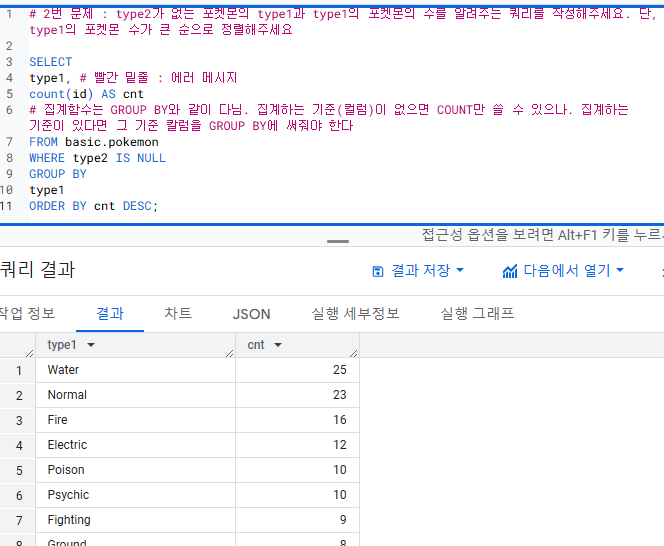 1 # 2번 문제 : type2가 없는 포켓몬의 type1과 type1의 포켓몬의 수를 알려주는 쿼리를 작성해주세요. 단,
type1의 포켓몬 수가 큰 순으로 정렬해주세요
2
3 SELECT
4 type1, # 빨간 밑줄 : 에러 메시지
5 count(id) AS cnt
6 # 집계함수는 GROUP BY와 같이 다님. 집계하는 기준(컬럼)이 없으면 COUNT만 쓸 수 있으나. 집계하는
기준이 있다면 그 기준 칼럼을 GROUP BY에 써줘야 한다
7 FROM basic.pokemon
8 WHERE type2 IS NULL
9 GROUP BY
10 type1
11 ORDER BY cnt DESC;
접근성 옵션을 보려면 Alt+F1 키를 누르
쿼리 결과 결과 저장 다음에서 열기
작업 정보 결과 차트 JSON 실행 세부정보 실행 그래프
type1 cnt
1 Water 25
2 Normal 23
3 Fire 16
4 Electric 12
5 Poison 10
6 Psychic 10
7 Fighting 9
8 Ground 8